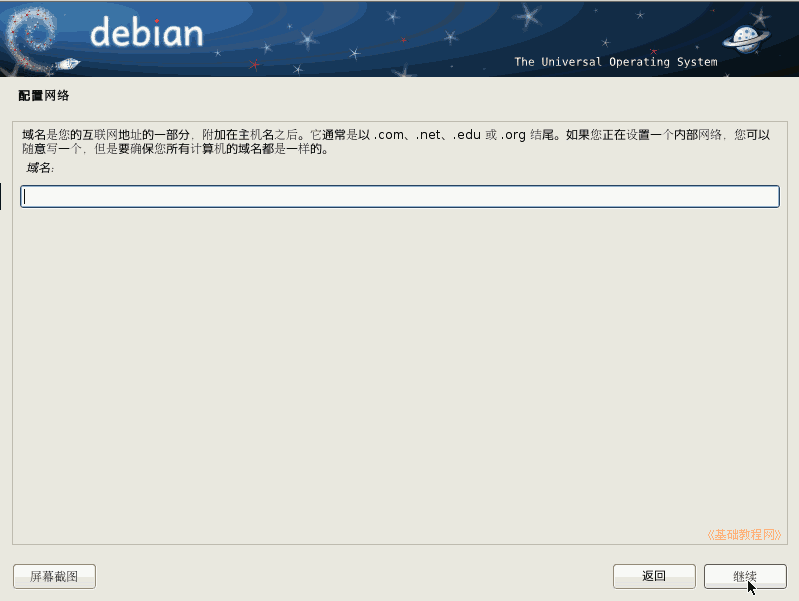 debian
The Universal Operating System
配置网络
域名是您的互联网地址的一部分，附加在主机名之后。它通常是以 .com、.net、.edu 或 .org 结尾。如果您正在设置一个内部网络，您可以
随意写一个，但是要确保您所有计算机的域名都是一样的。
域名:
《基础教程网》
屏幕截图
返回
继续